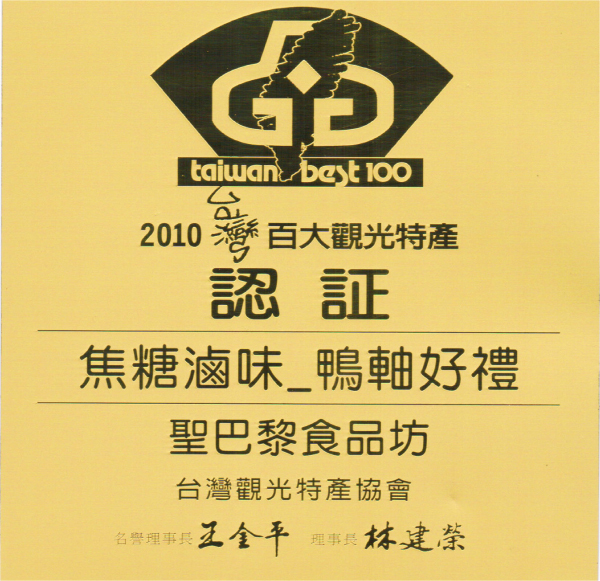 taiwan best 100
2010 台灣 百大觀光特產
認証
焦糖滷味_鴨軸好禮
聖巴黎食品坊
台灣觀光特產協會
名譽理事長 王金平 理事長 林建榮